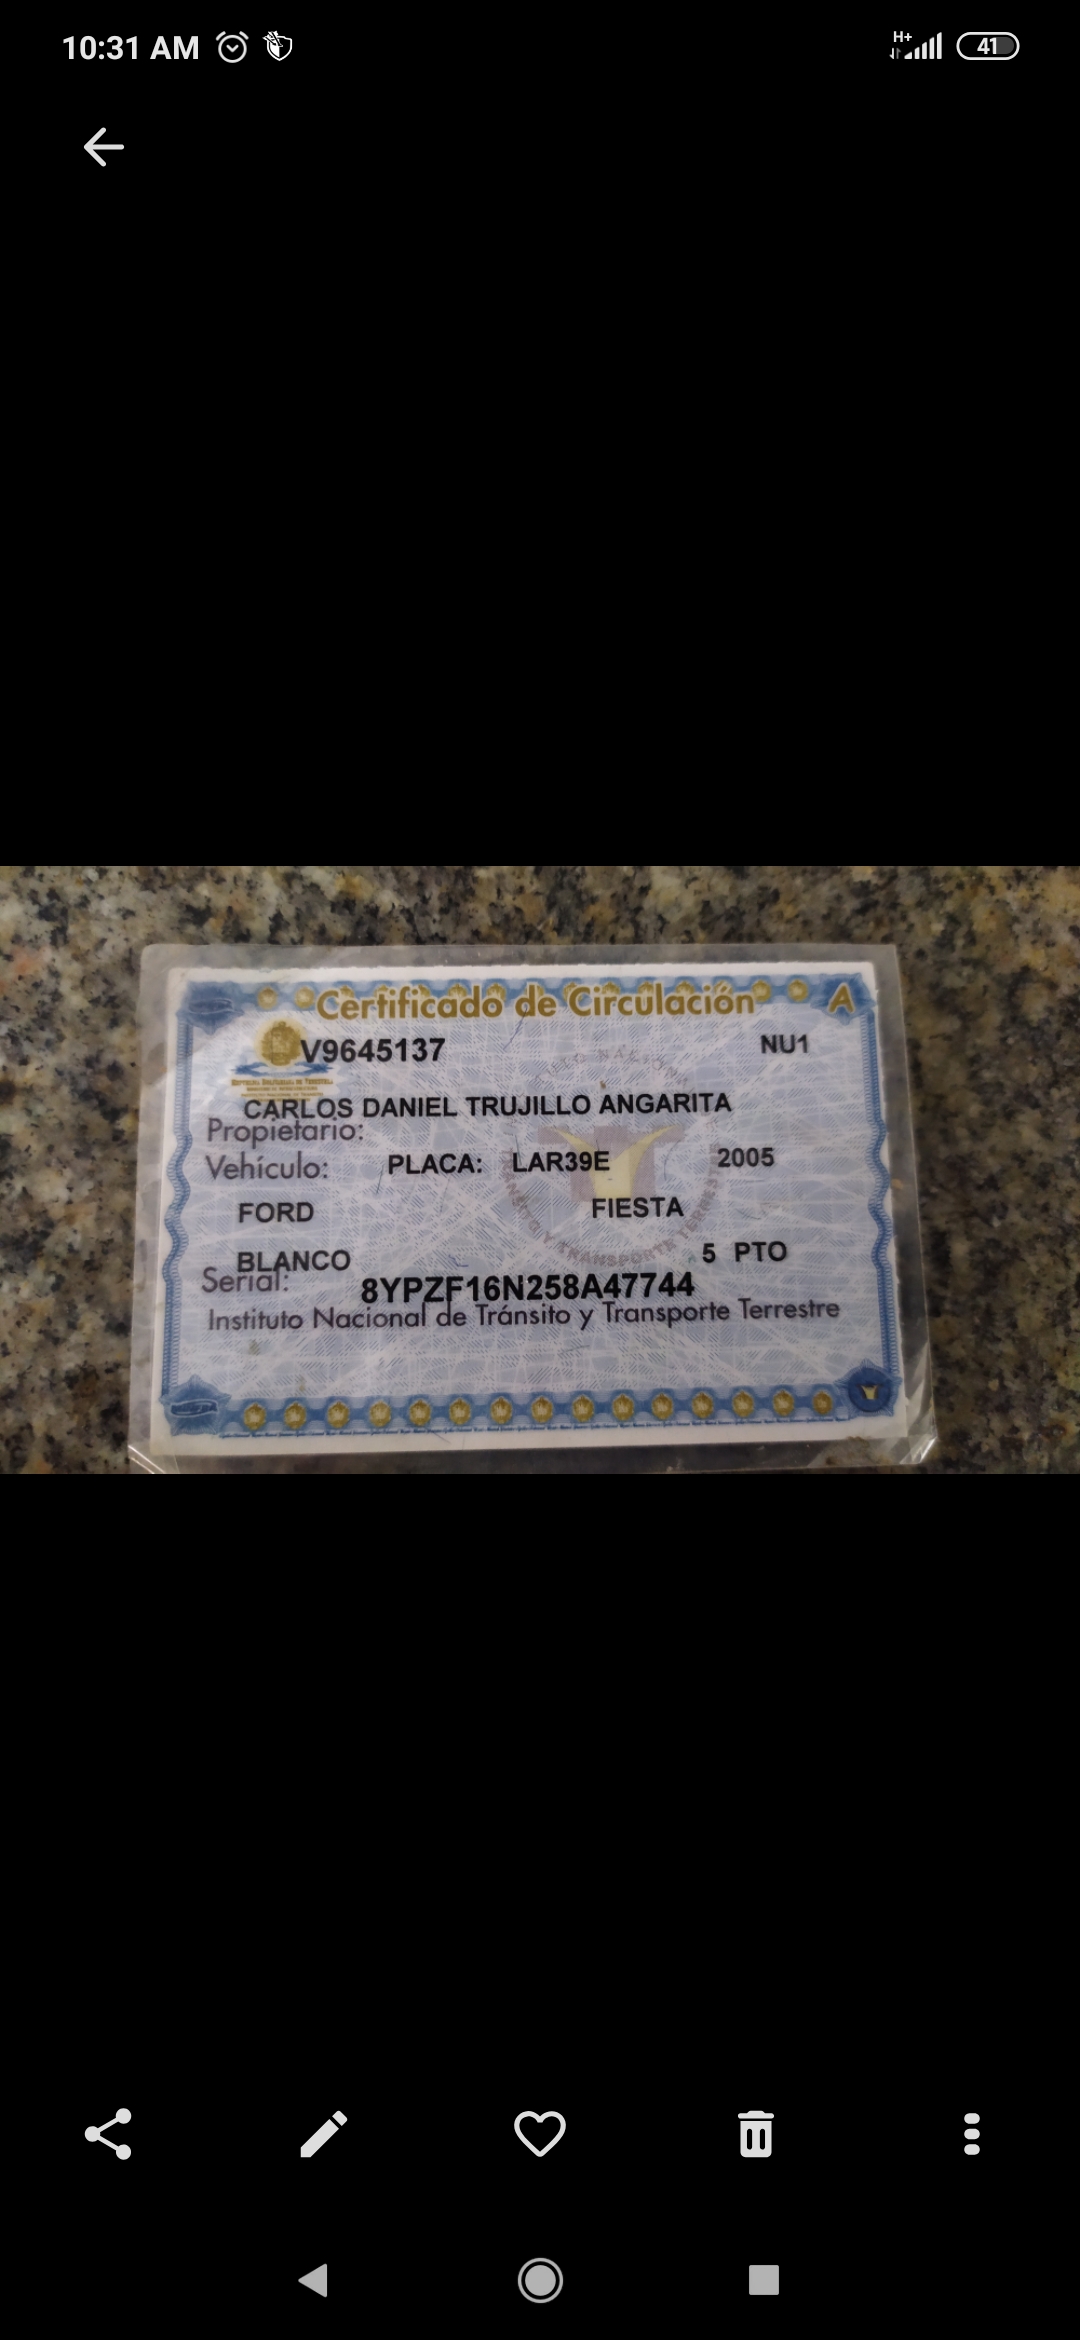 10:31 AM H+ 41
Certificado de Circulación A
V9645137 NU1
CARLOS DANIEL TRUJILLO ANGARITA
Propietario:
Vehículo: PLACA: LAR39E 2005
FORD FIESTA
BLANCO 5 PTO
Serial: 8YPZF16N258A47744
Instituto Nacional de Tránsito y Transporte Terrestre